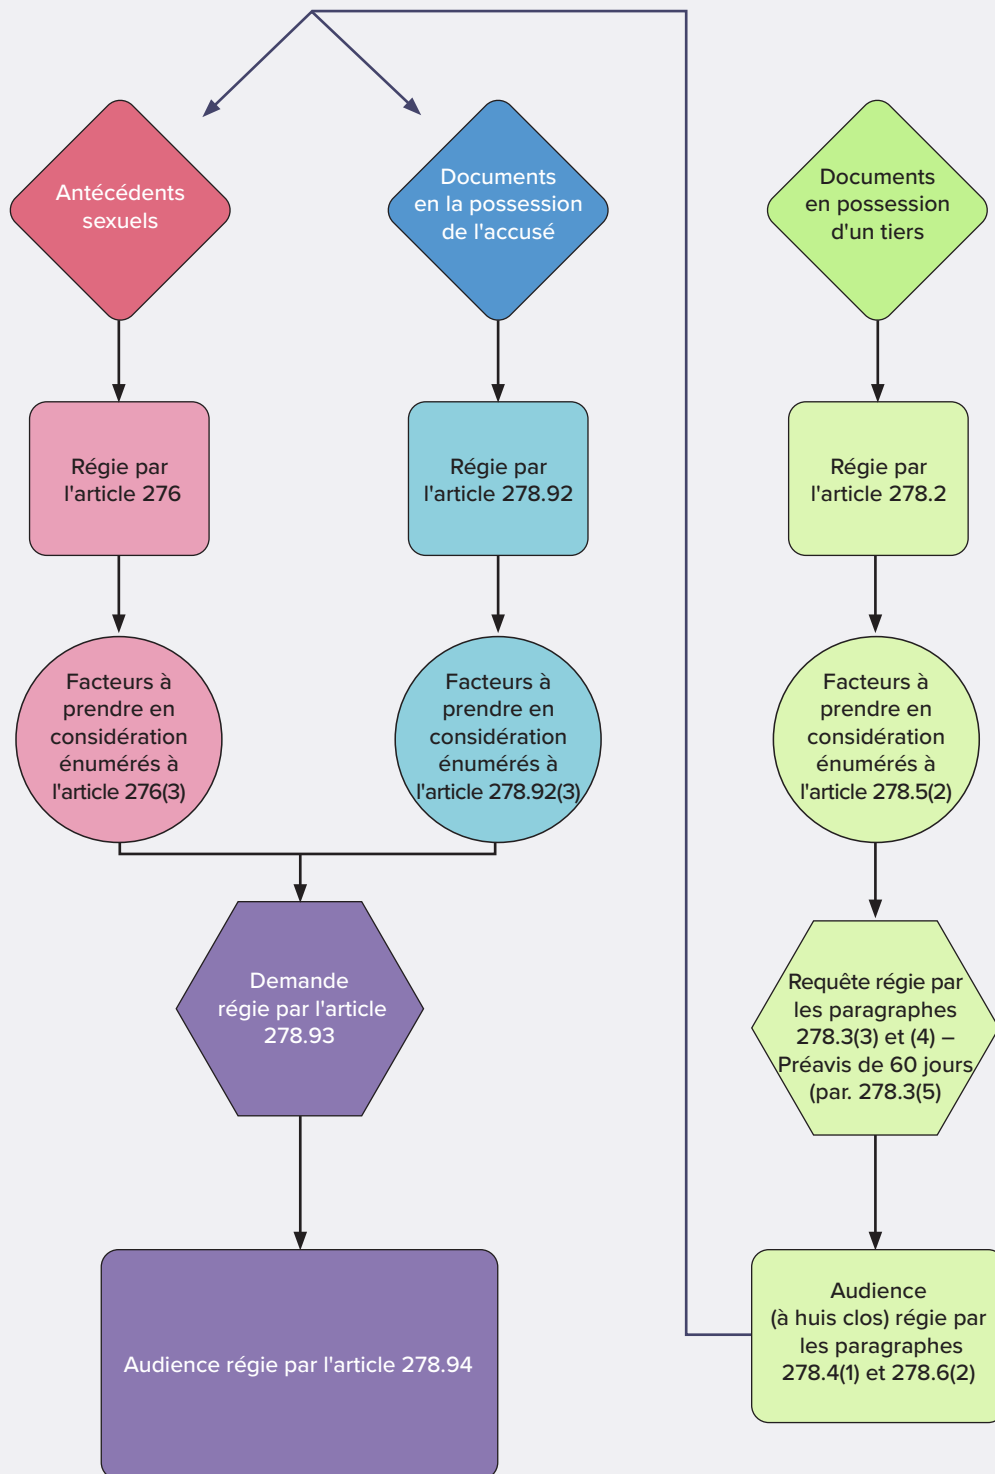 Antécédents
sexuels
Documents
en la possession
de l'accusé
Documents
en possession
d'un tiers
Régie par
l'article 276
Régie par
l'article 278.92
Régie par
l'article 278.2
Facteurs à
prendre en
considération
énumérés à
l'article 276(3)
Facteurs à
prendre en
considération
énumérés à
l'article 278.92(3)
Facteurs à
prendre en
considération
énumérés à
l'article 278.5(2)
Demande
régie par l'article
278.93
Requête régie par
les paragraphes
278.3(3) et (4) –
Préavis de 60 jours
(par. 278.3(5)
Audience régie par l'article 278.94
Audience
(à huis clos) régie par
les paragraphes
278.4(1) et 278.6(2)